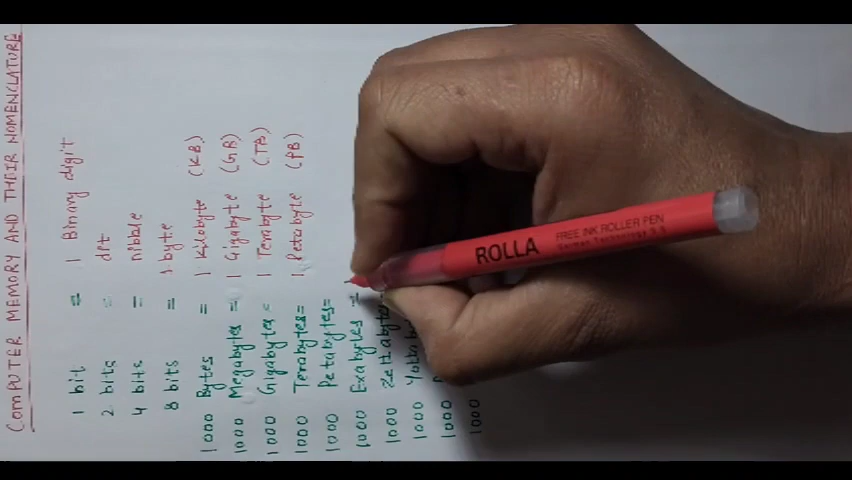 COMPUTER MEMORY AND THEIR NOMENCLATURE
1 bit = 1 Binary digit
2 bits = dit
4 bits = nibble
8 bits = 1 byte
1000 Bytes = 1 Kilobyte (KB)
1000 Megabytes = 1 Gigabyte (GB)
1000 Gigabytes = 1 Terabyte (TB)
1000 Terabytes = 1 Petabyte (PB)
1000 Petabytes =
1000 Exabytes =
1000 Zettabytes
1000
1000
1000
ROLLA FREE INK ROLLER PEN
German Technology